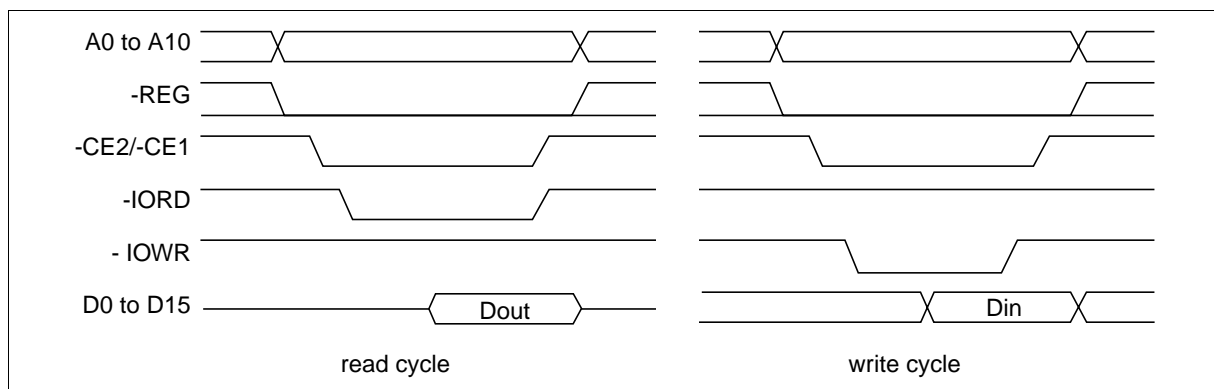 A0 to A10
-REG
-CE2/-CE1
-IORD
- IOWR
D0 to D15
Dout
Din
read cycle
write cycle